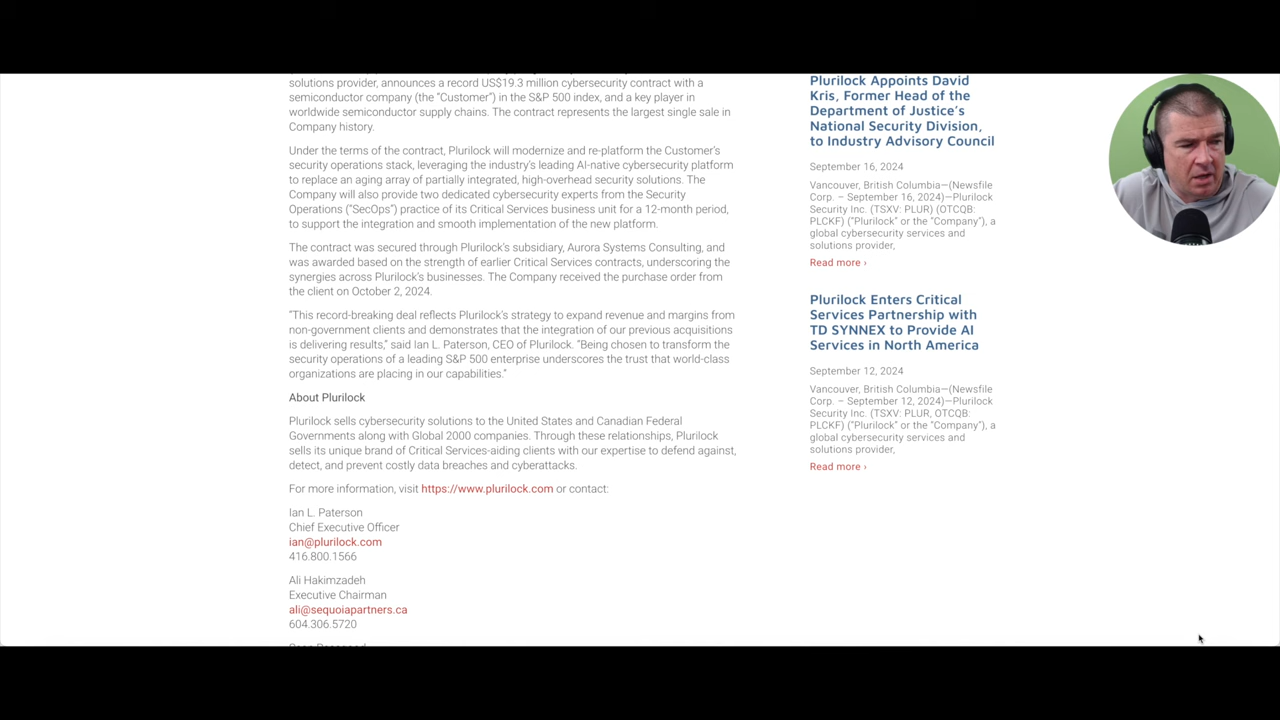 solutions provider, announces a record US$19.3 million cybersecurity contract with a
semiconductor company (the “Customer”) in the S&P 500 index, and a key player in
worldwide semiconductor supply chains. The contract represents the largest single sale in
Company history.
Under the terms of the contract, Plurilock will modernize and re-platform the Customer’s
security operations stack, leveraging the industry’s leading AI-native cybersecurity platform
to replace an aging array of partially integrated, high-overhead security solutions. The
Company will also provide two dedicated cybersecurity experts from the Security
Operations (“SecOps”) practice of its Critical Services business unit for a 12-month period,
to support the integration and smooth implementation of the new platform.
The contract was secured through Plurilock’s subsidiary, Aurora Systems Consulting, and
was awarded based on the strength of earlier Critical Services contracts, underscoring the
synergies across Plurilock’s businesses. The Company received the purchase order from
the client on October 2, 2024.
“This record-breaking deal reflects Plurilock’s strategy to expand revenue and margins from
non-government clients and demonstrates that the integration of our previous acquisitions
is delivering results,” said Ian L. Paterson, CEO of Plurilock. “Being chosen to transform the
security operations of a leading S&P 500 enterprise underscores the trust that world-class
organizations are placing in our capabilities.”
About Plurilock
Plurilock sells cybersecurity solutions to the United States and Canadian Federal
Governments along with Global 2000 companies. Through these relationships, Plurilock
sells its unique brand of Critical Services-aiding clients with our expertise to defend against,
detect, and prevent costly data breaches and cyberattacks.
For more information, visit https://www.plurilock.com or contact:
Ian L. Paterson
Chief Executive Officer
ian@plurilock.com
416.800.1566
Ali Hakimzadeh
Executive Chairman
ali@sequoiapartners.ca
604.306.5720
Plurilock Appoints David
Kris, Former Head of the
Department of Justice’s
National Security Division,
to Industry Advisory Council
September 16, 2024
Vancouver, British Columbia—(Newsfile
Corp. – September 16, 2024)—Plurilock
Security Inc. (TSXV: PLUR) (OTCQB:
PLCKF) (“Plurilock” or the “Company”), a
global cybersecurity services and
solutions provider,
Read more ›
Plurilock Enters Critical
Services Partnership with
TD SYNNEX to Provide AI
Services in North America
September 12, 2024
Vancouver, British Columbia—(Newsfile
Corp. – September 12, 2024)—Plurilock
Security Inc. (TSXV: PLUR, OTCQB:
PLCKF) (“Plurilock” or the “Company”), a
global cybersecurity services and
solutions provider,
Read more ›